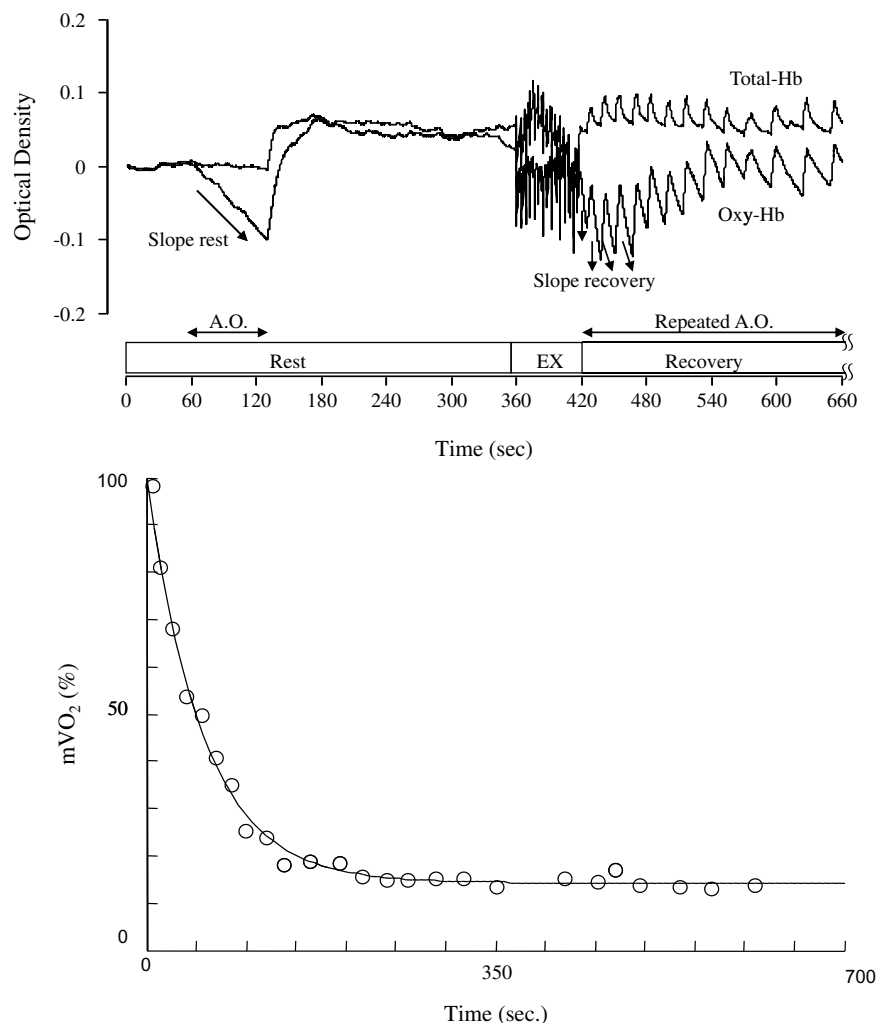 0.2
0.1
0
-0.1
-0.2
Optical Density
Total-Hb
Oxy-Hb
Slope rest
Slope recovery
A.O.
Repeated A.O.
Rest
EX
Recovery
0 60 120 180 240 300 360 420 480 540 600 660
Time (sec)
100
50
0
mVO₂ (%)
0 350 700
Time (sec.)